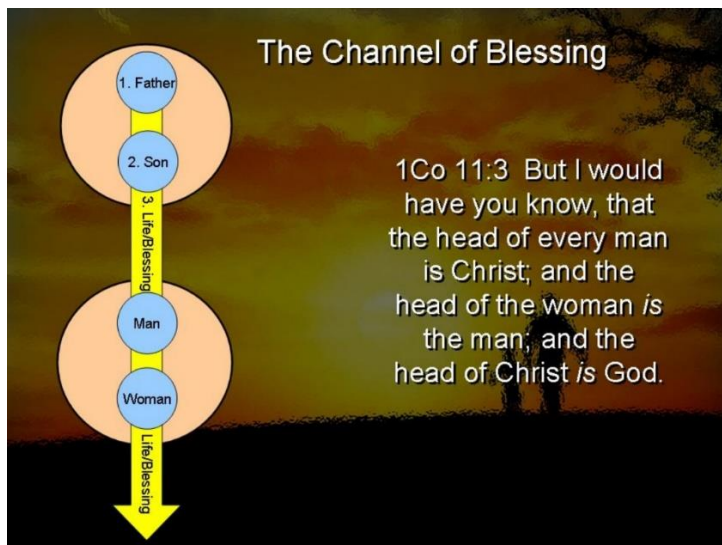 The Channel of Blessing
1. Father
2. Son
3. Life/Blessing
Man
Woman
Life/Blessing
1Co 11:3 But I would
have you know, that
the head of every man
is Christ; and the
head of the woman is
the man; and the
head of Christ is God.